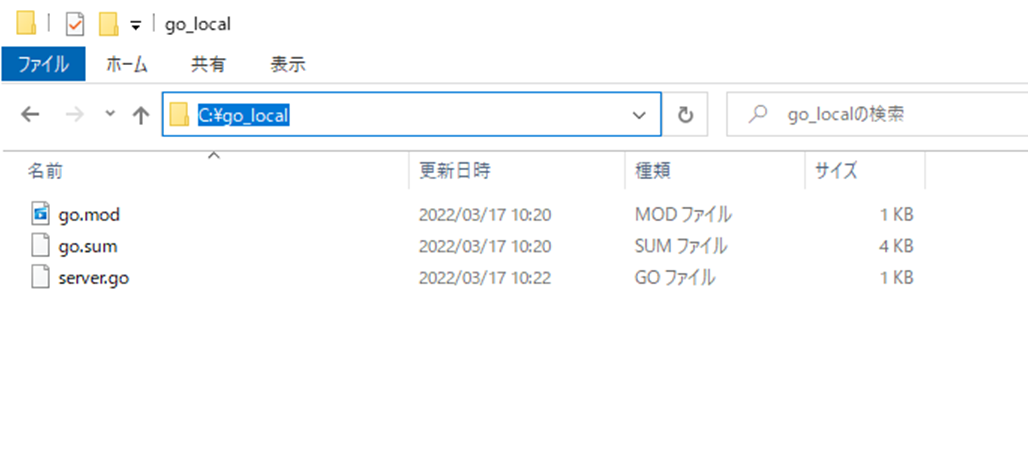 go_local
ファイル ホーム 共有 表示
C:¥go_local go_localの検索
名前 更新日時 種類 サイズ
go.mod 2022/03/17 10:20 MOD ファイル 1 KB
go.sum 2022/03/17 10:20 SUM ファイル 4 KB
server.go 2022/03/17 10:22 GO ファイル 1 KB